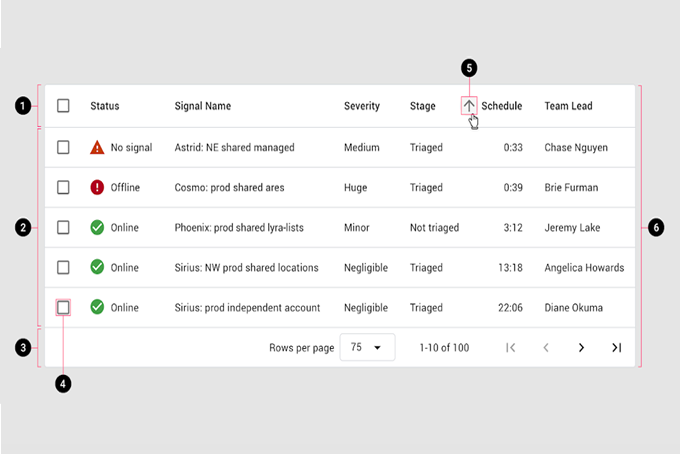 5
1 Status Signal Name Severity Stage Schedule Team Lead
No signal Astrid: NE shared managed Medium Triaged 0:33 Chase Nguyen
Offline Cosmo: prod shared ares Huge Triaged 0:39 Brie Furman
2 Online Phoenix: prod shared lyra-lists Minor Not triaged 3:12 Jeremy Lake 6
Online Sirius: NW prod shared locations Negligible Triaged 13:18 Angelica Howards
Online Sirius: prod independent account Negligible Triaged 22:06 Diane Okuma
3 Rows per page 75 1-10 of 100
4